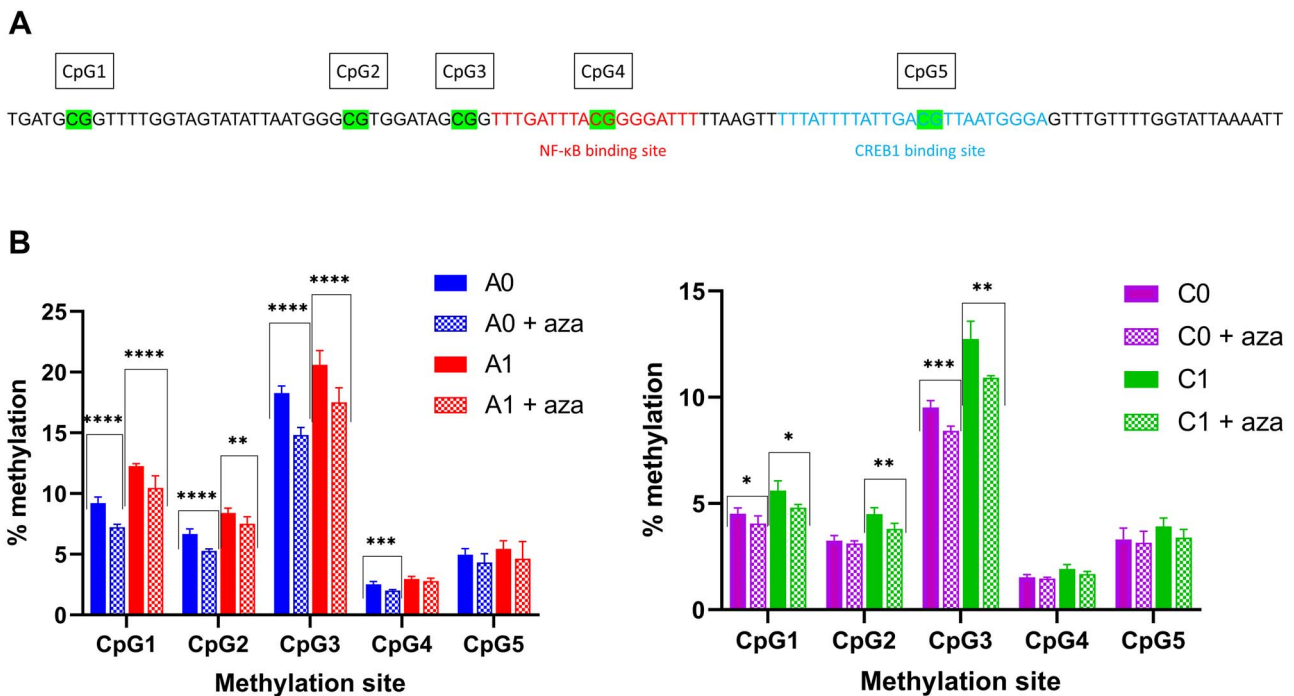 A
CpG1 CpG2 CpG3 CpG4 CpG5
TGATGCGGTTTTGGTAGTATATTAATGGGCGTGGATAGCGGTTTGATTTACGGGGATTTTTAAGTTTTTATTTTATTGACGTTAATGGGAGTTTGTTTTGGTATTAAAATT
NF-κB binding site CREB1 binding site
B
% methylation
25
20
15
10
5
0
**** **** **** ** **** **** ***
CpG1 CpG2 CpG3 CpG4 CpG5
Methylation site
A0
A0 + aza
A1
A1 + aza
% methylation
15
10
5
0
* * ** *** **
CpG1 CpG2 CpG3 CpG4 CpG5
Methylation site
C0
C0 + aza
C1
C1 + aza